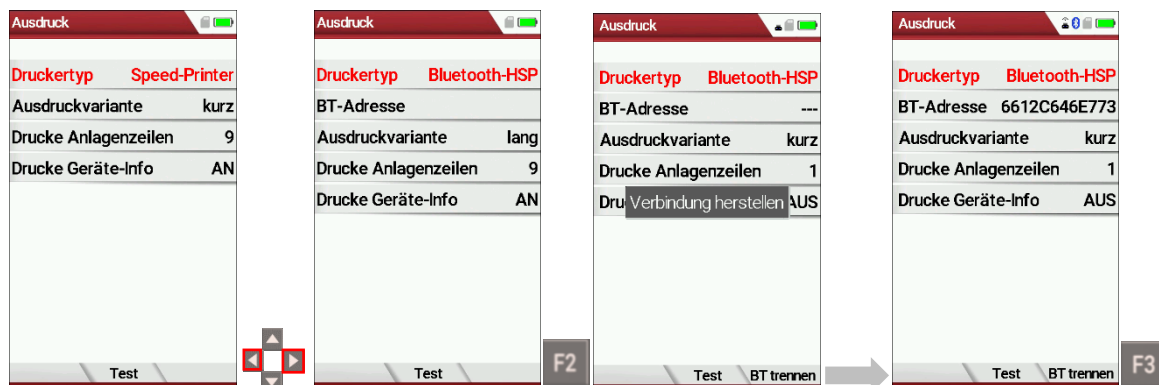 Ausdruck
Druckertyp Speed-Printer
Ausdruckvariante kurz
Drucke Anlagenzeilen 9
Drucke Geräte-Info AN
Test
Ausdruck
Druckertyp Bluetooth-HSP
BT-Adresse
Ausdruckvariante lang
Drucke Anlagenzeilen 9
Drucke Geräte-Info AN
Test
F2
Ausdruck
Druckertyp Bluetooth-HSP
BT-Adresse ---
Ausdruckvariante kurz
Drucke Anlagenzeilen 1
Dru Verbindung herstellen AUS
Test BT trennen
Ausdruck
Druckertyp Bluetooth-HSP
BT-Adresse 6612C646E773
Ausdruckvariante kurz
Drucke Anlagenzeilen 1
Drucke Geräte-Info AUS
Test BT trennen
F3